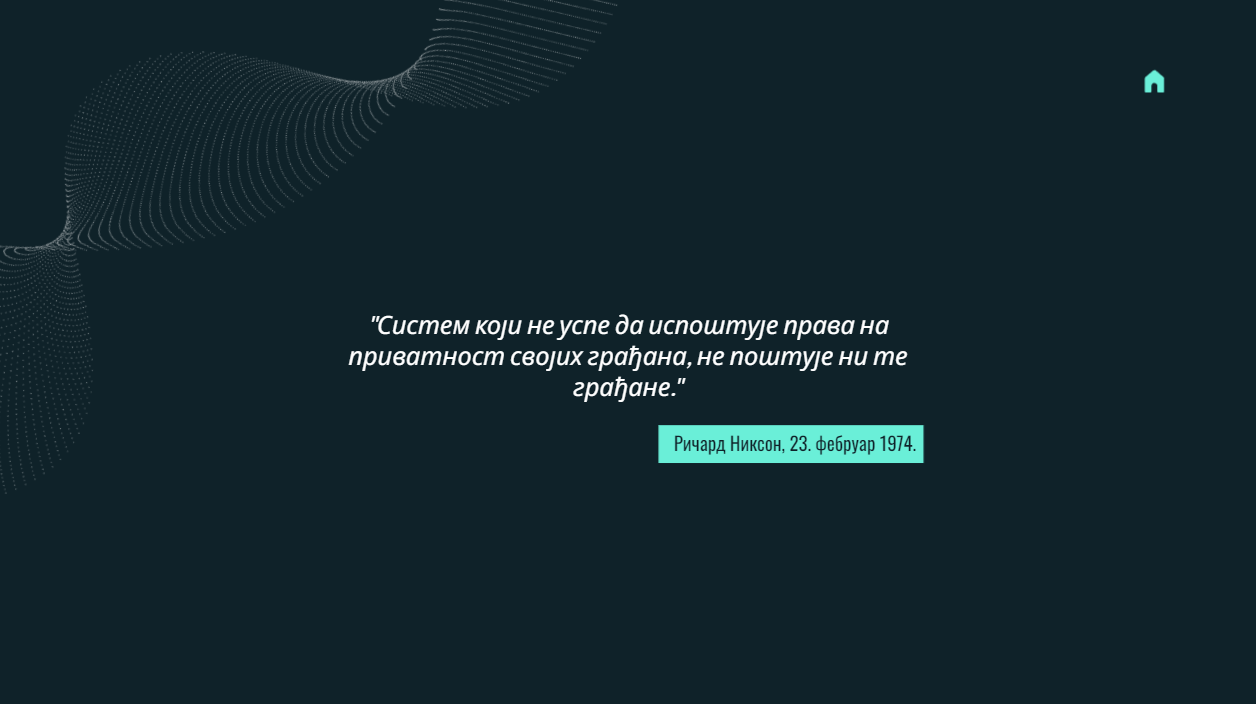 "Систем који не успе да испоштује права на
приватност својих грађана, не поштује ни те
грађане."
Ричард Никсон, 23. фебруар 1974.